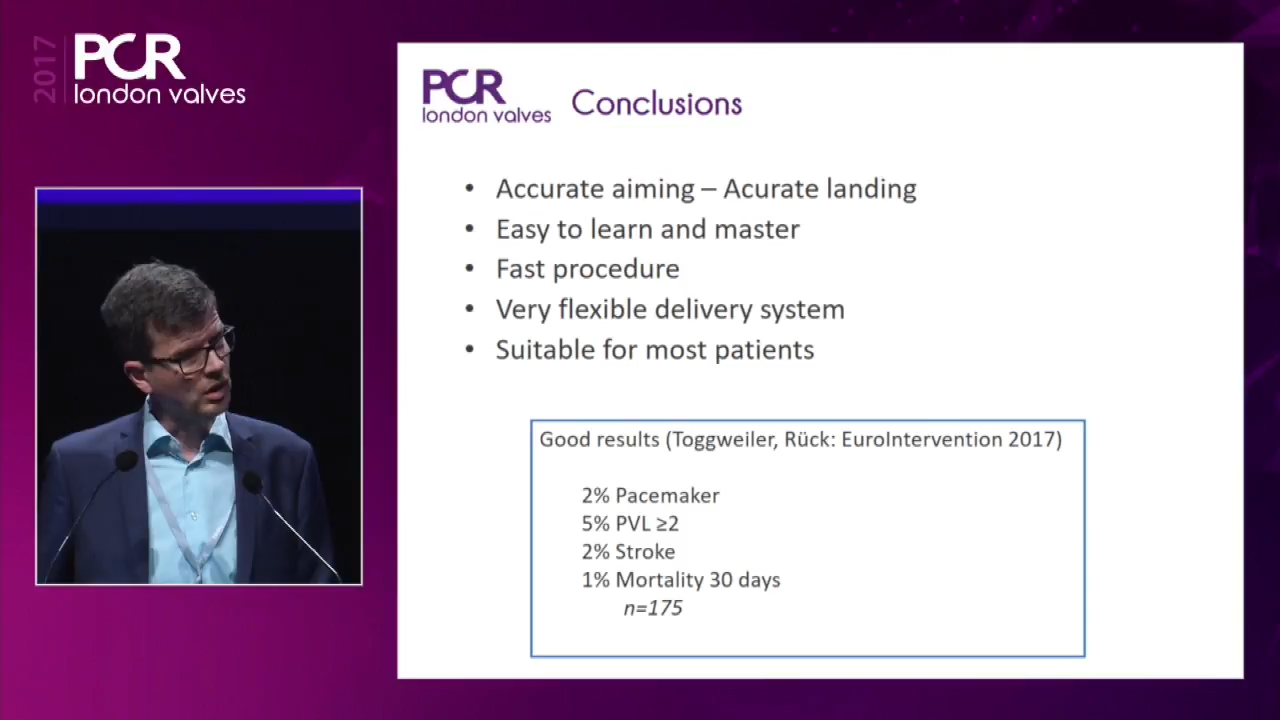 2017
PCR
london valves
PCR
london valves
Conclusions
• Accurate aiming – Acurate landing
• Easy to learn and master
• Fast procedure
• Very flexible delivery system
• Suitable for most patients
Good results (Toggweiler, Rück: EuroIntervention 2017)
2% Pacemaker
5% PVL ≥2
2% Stroke
1% Mortality 30 days
n=175